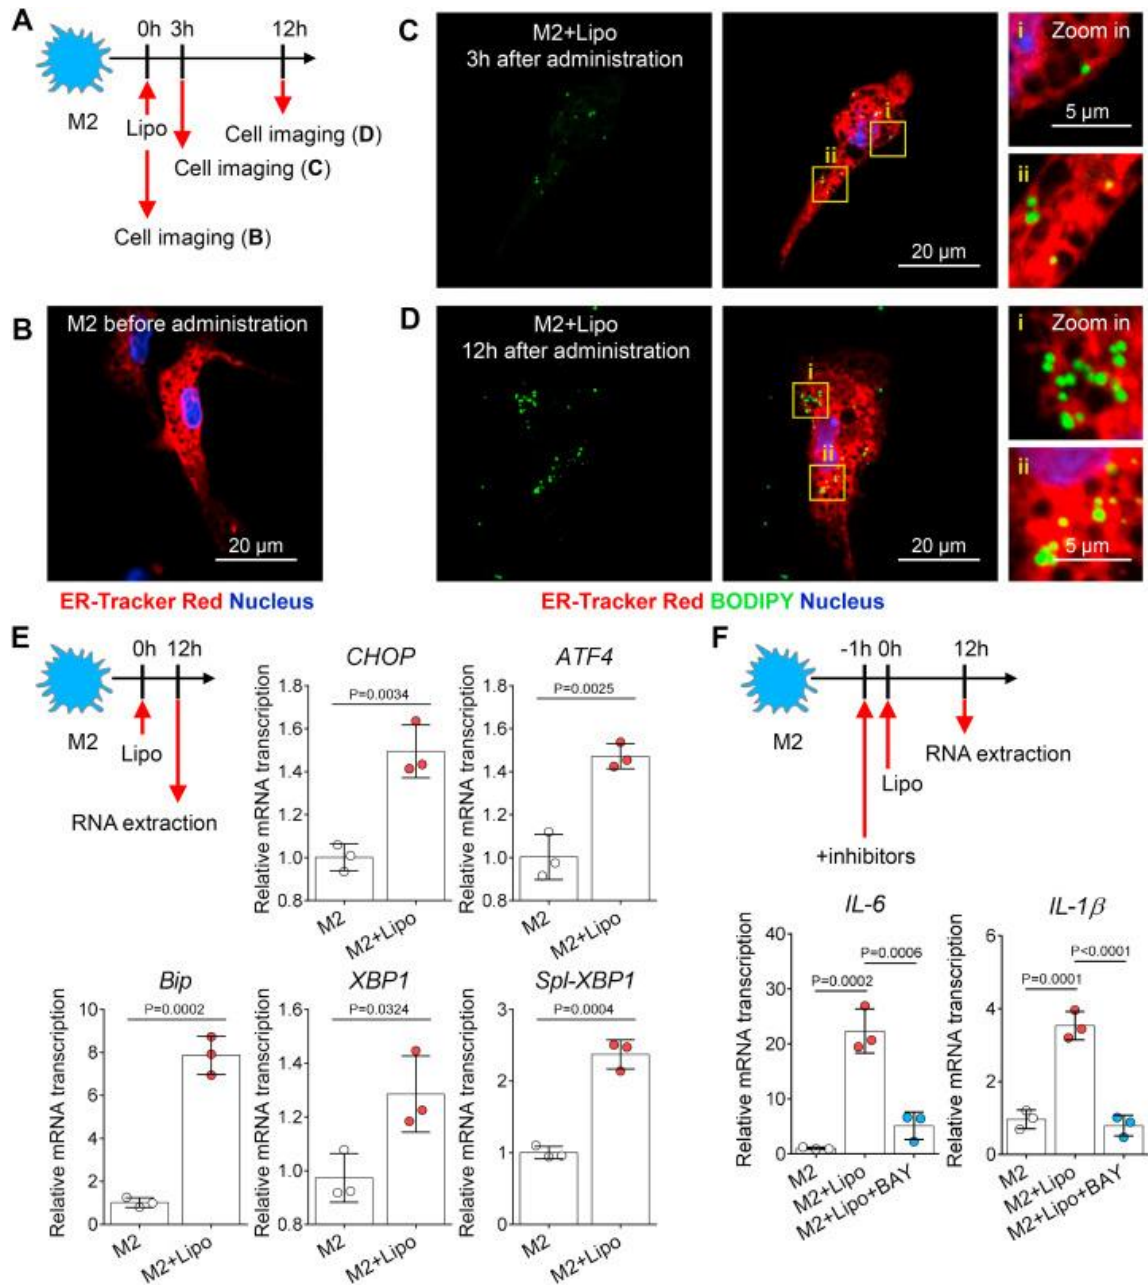 A
0h 3h 12h
M2
Lipo
Cell imaging (D)
Cell imaging (C)
Cell imaging (B)
B
M2 before administration
20 µm
ER-Tracker Red Nucleus
C
M2+Lipo
3h after administration
i
ii
20 µm
i
Zoom in
5 µm
ii
D
M2+Lipo
12h after administration
i
ii
20 µm
i
Zoom in
ii
5 µm
ER-Tracker Red BODIPY Nucleus
E
0h 12h
M2
Lipo
RNA extraction
CHOP
Relative mRNA transcription
1.8
1.6
1.4
1.2
1.0
0.8
P=0.0034
M2
M2+Lipo
ATF4
Relative mRNA transcription
1.8
1.6
1.4
1.2
1.0
0.8
P=0.0025
M2
M2+Lipo
Bip
Relative mRNA transcription
10
8
6
4
2
0
P=0.0002
M2
M2+Lipo
XBP1
Relative mRNA transcription
1.6
1.4
1.2
1.0
0.8
P=0.0324
M2
M2+Lipo
Spl-XBP1
Relative mRNA transcription
3
2
1
0
P=0.0004
M2
M2+Lipo
F
-1h 0h 12h
M2
RNA extraction
Lipo
+inhibitors
IL-6
Relative mRNA transcription
40
30
20
10
0
P=0.0006
P=0.0002
M2
M2+Lipo
M2+Lipo+BAY
IL-1β
Relative mRNA transcription
6
4
2
0
P<0.0001
P=0.0001
M2
M2+Lipo
M2+Lipo+BAY